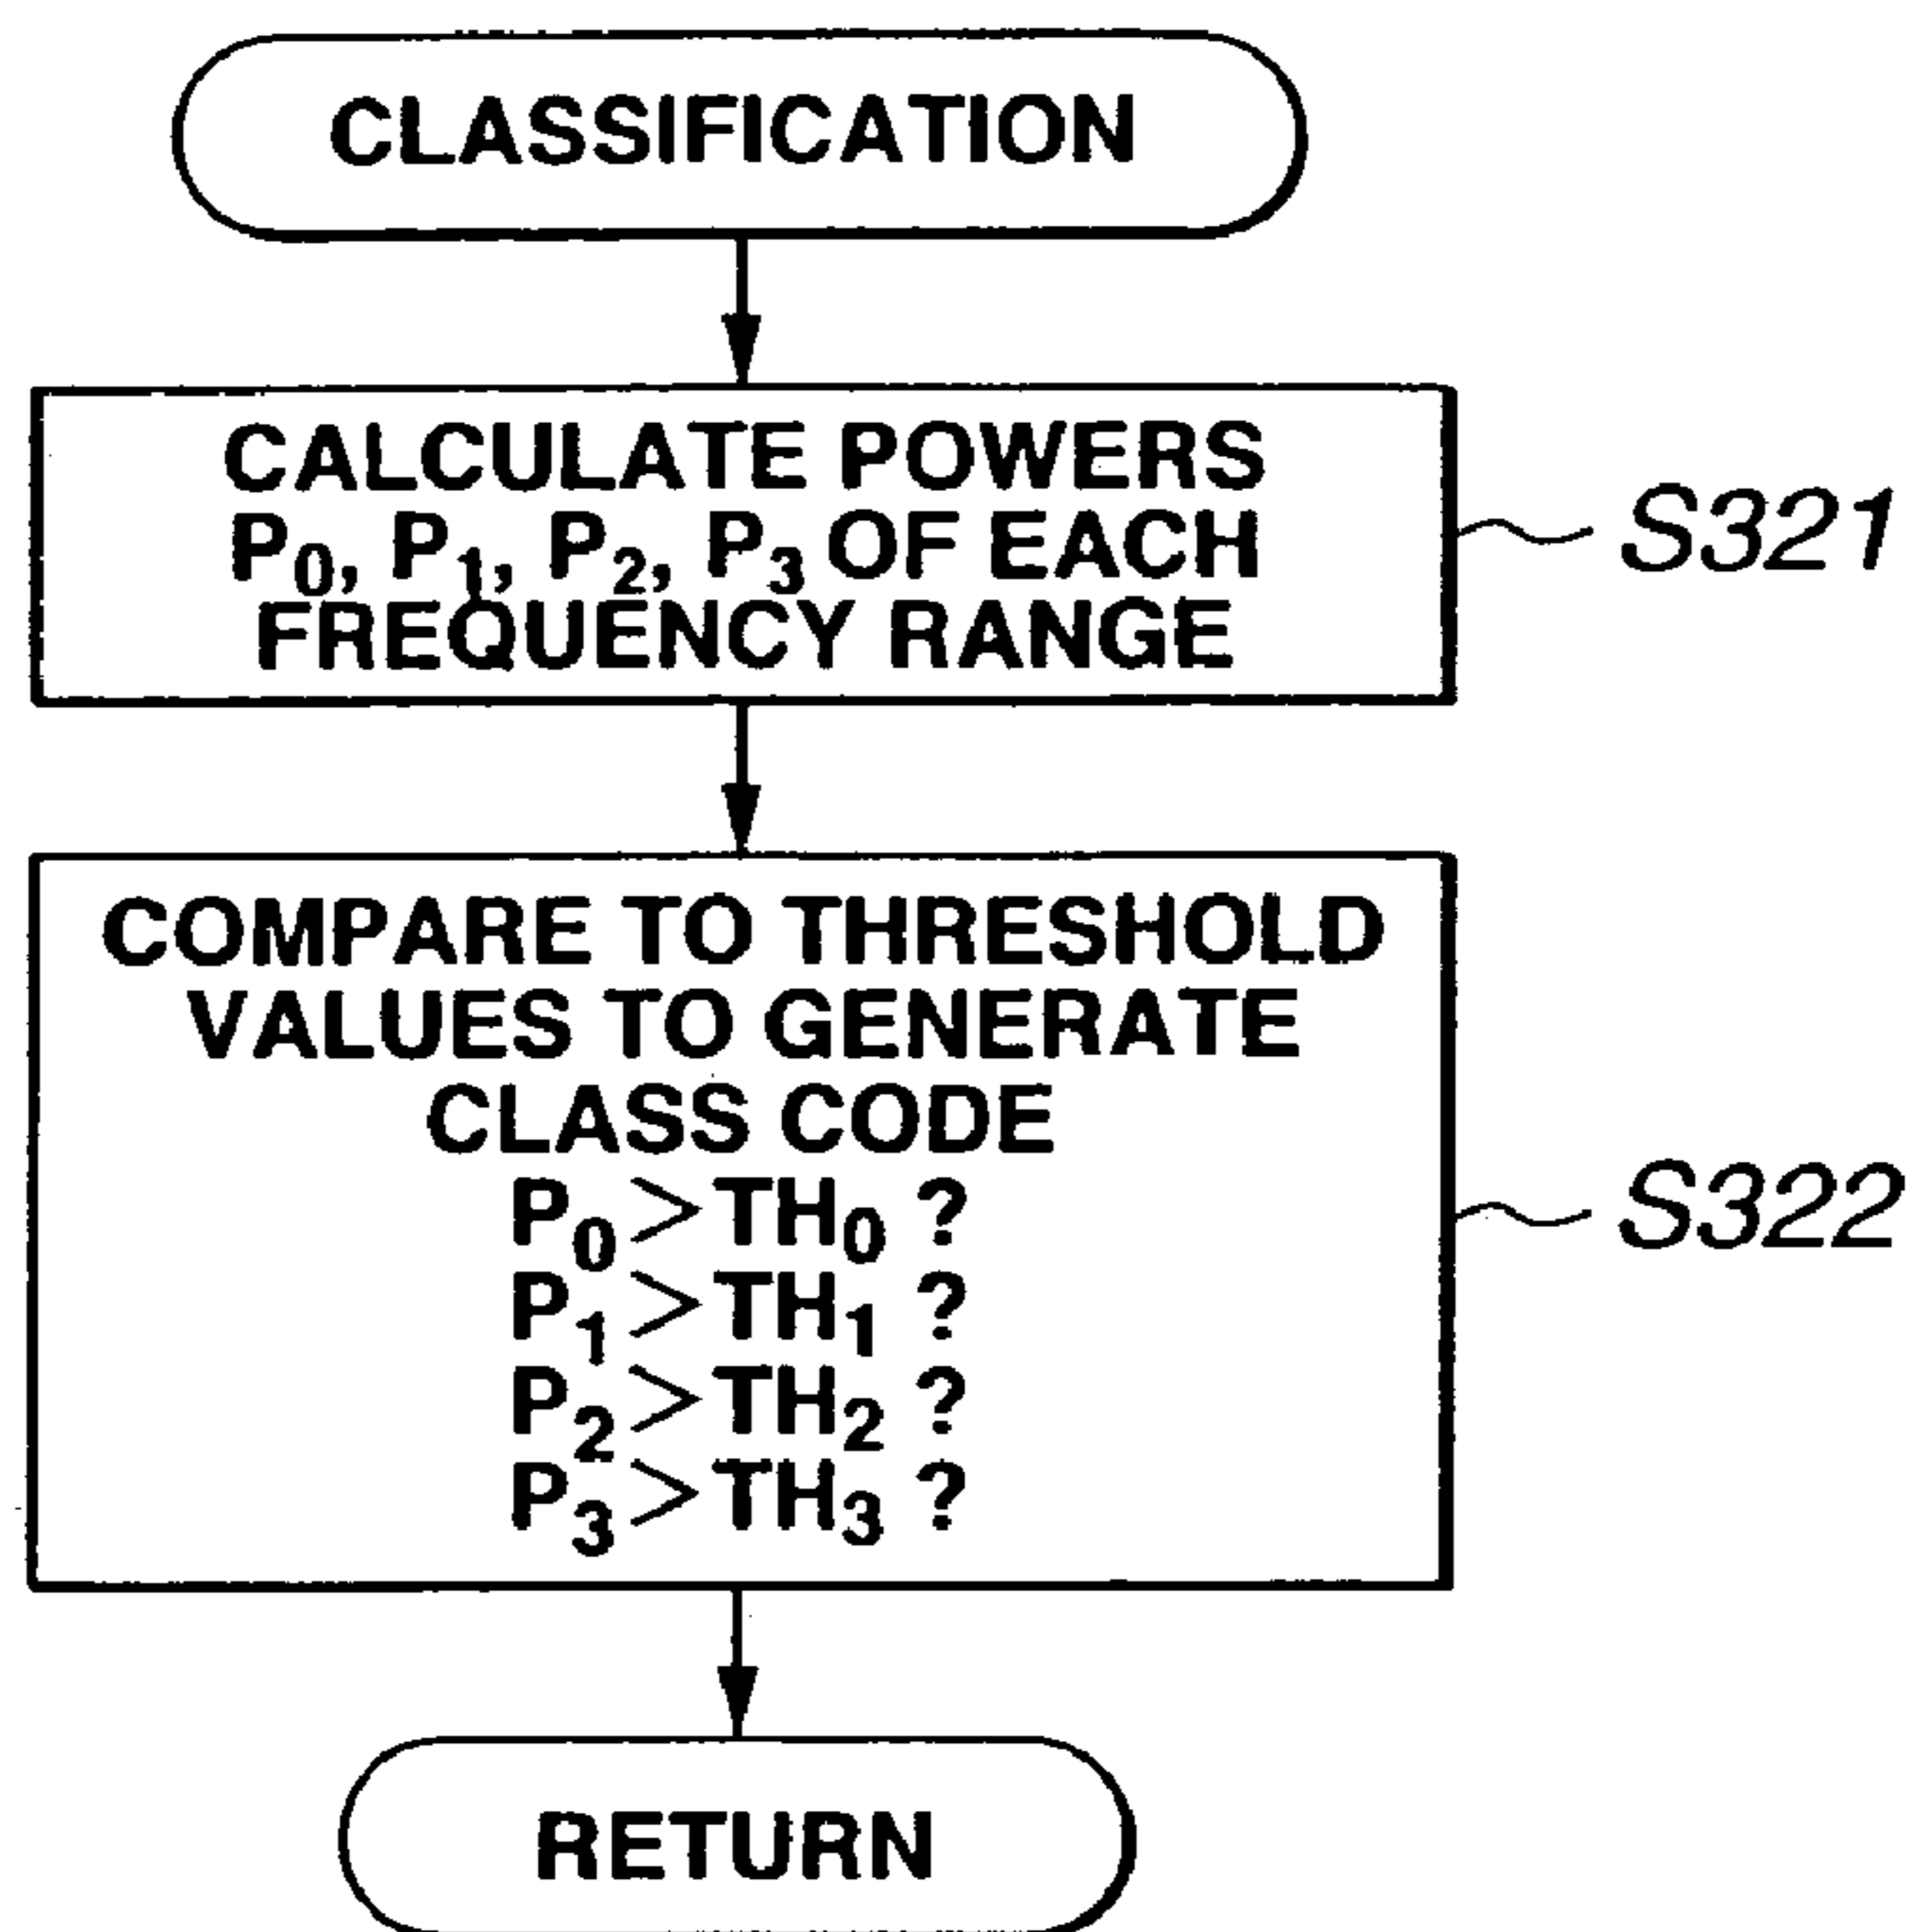 CLASSIFICATION
CALCULATE POWERS
P₀, P₁, P₂, P₃ OF EACH
FREQUENCY RANGE
S321
COMPARE TO THRESHOLD
VALUES TO GENERATE
CLASS CODE
P₀>TH₀ ?
P₁>TH₁ ?
P₂>TH₂ ?
P₃>TH₃ ?
S322
RETURN